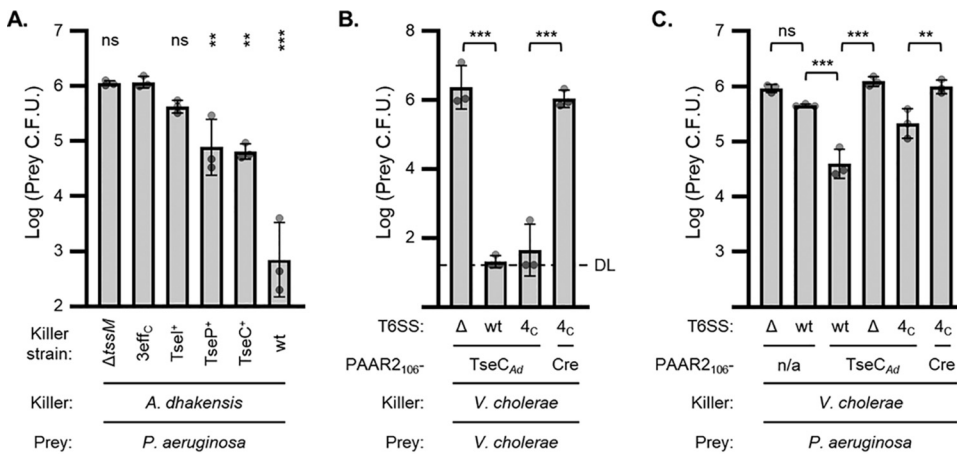 A.
B.
C.
Log (Prey C.F.U.)
7
6
5
4
3
2
ns
ns
**
**
***
Killer strain:
ΔtssM
3effC
TseI+
TseP+
TseC+
wt
Killer:
A. dhakensis
Prey:
P. aeruginosa
Log (Prey C.F.U.)
8
6
4
2
0
***
***
DL
T6SS:
Δ
wt
4C
4C
PAAR2106-
TseCAd
Cre
Killer:
V. cholerae
Prey:
V. cholerae
Log (Prey C.F.U.)
7
6
5
4
3
2
ns
***
***
**
T6SS:
Δ
wt
wt
Δ
4C
4C
PAAR2106-
n/a
TseCAd
Cre
Killer:
V. cholerae
Prey:
P. aeruginosa